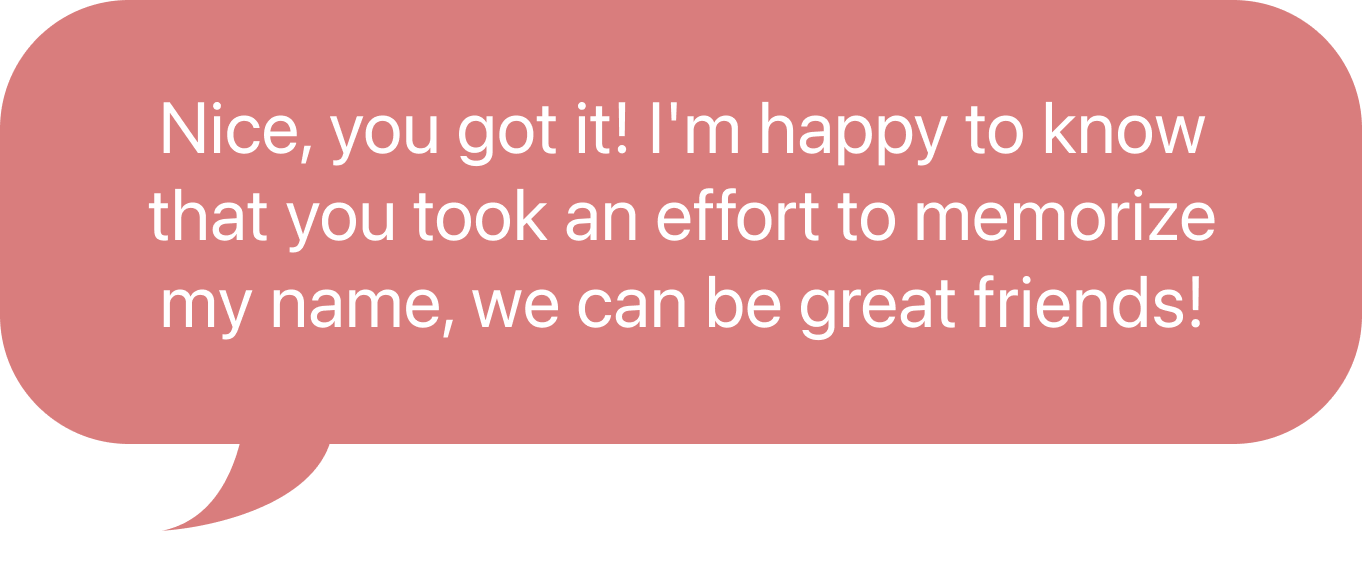 Nice, you got it! I'm happy to know
that you took an effort to memorize
my name, we can be great friends!